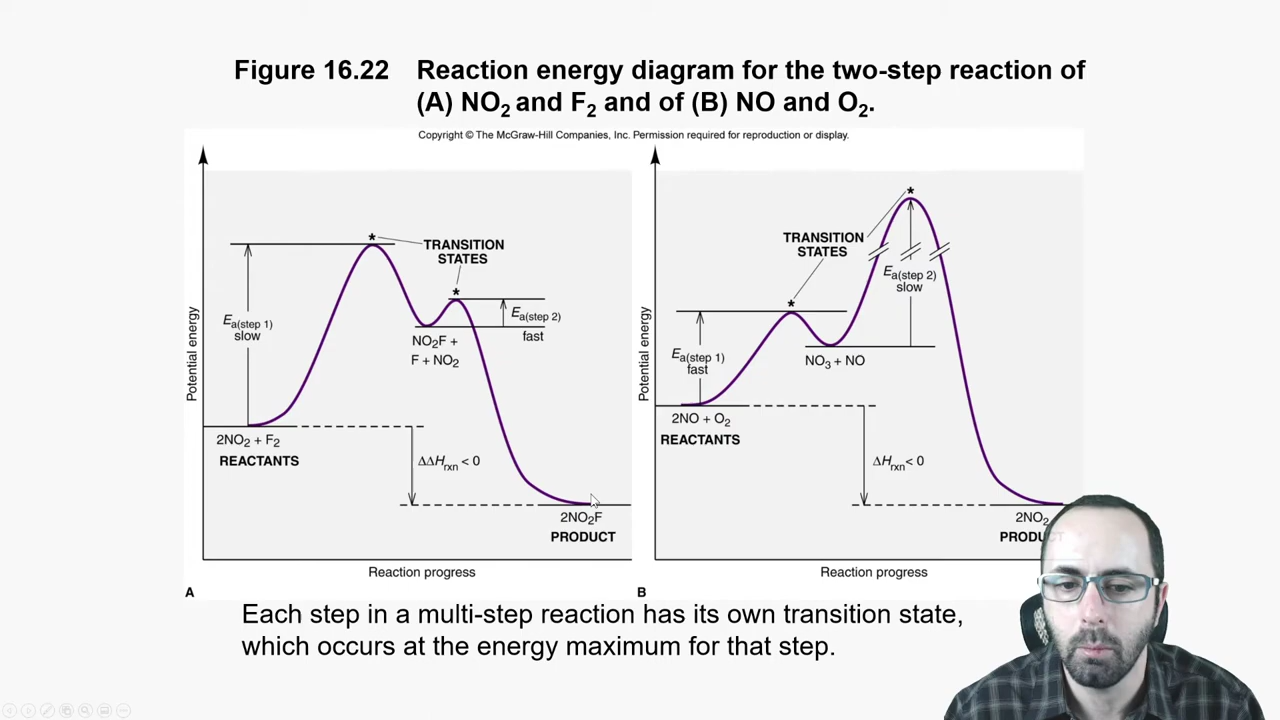 Figure 16.22 Reaction energy diagram for the two-step reaction of
(A) NO2 and F2 and of (B) NO and O2.
Copyright © The McGraw-Hill Companies, Inc. Permission required for reproduction or display.
Potential energy
Ea(step 1)
slow
*
TRANSITION
STATES
*
Ea(step 2)
fast
NO2F +
F + NO2
2NO2 + F2
REACTANTS
ΔΔHrxn < 0
2NO2F
PRODUCT
Reaction progress
A
Potential energy
Ea(step 1)
fast
*
TRANSITION
STATES
*
Ea(step 2)
slow
NO3 + NO
2NO + O2
REACTANTS
ΔHrxn < 0
2NO2
PRODUCT
Reaction progress
B
Each step in a multi-step reaction has its own transition state,
which occurs at the energy maximum for that step.